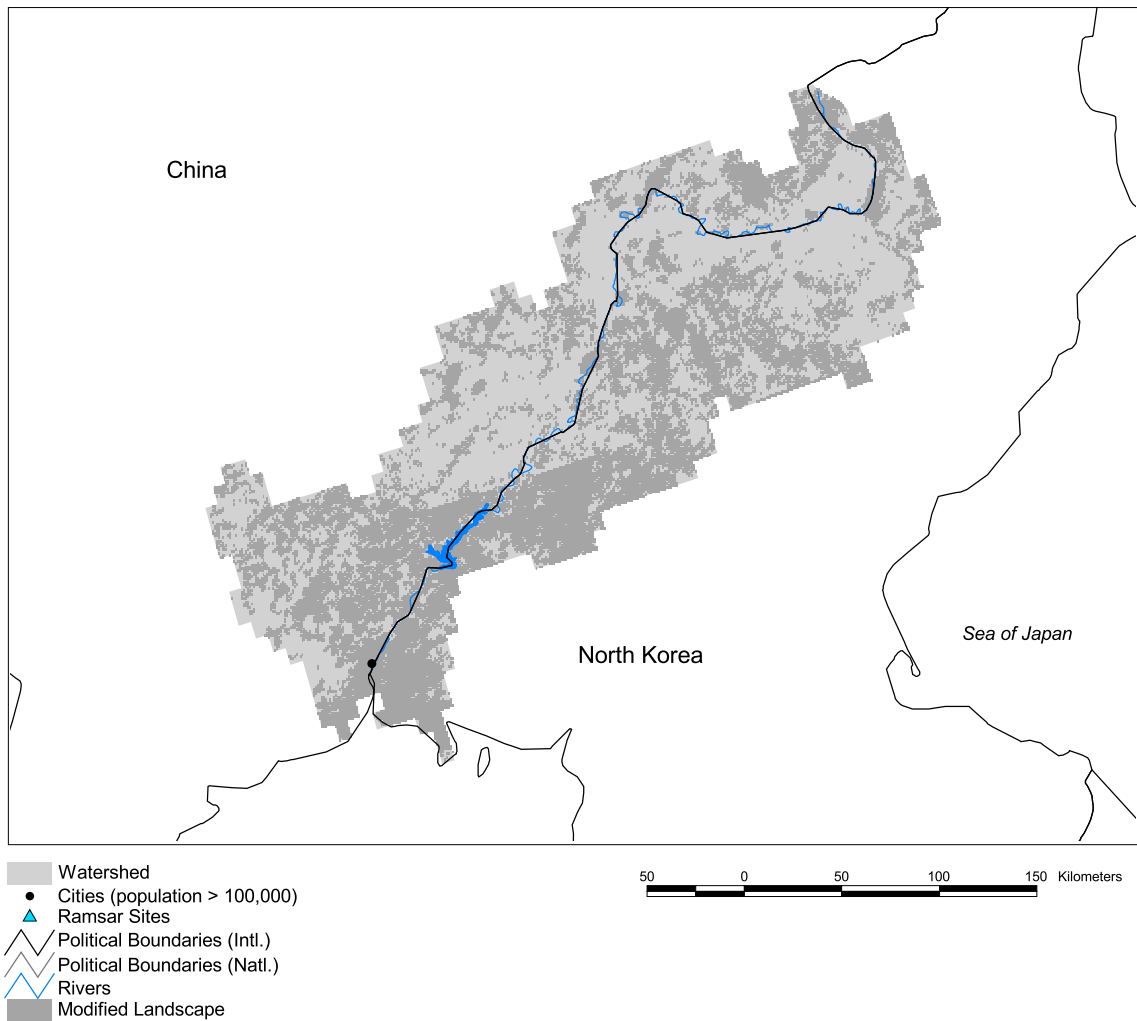 China
Sea of Japan
North Korea
Watershed
Cities (population > 100,000)
Ramsar Sites
Political Boundaries (Intl.)
Political Boundaries (Natl.)
Rivers
Modified Landscape
50 0 50 100 150 Kilometers